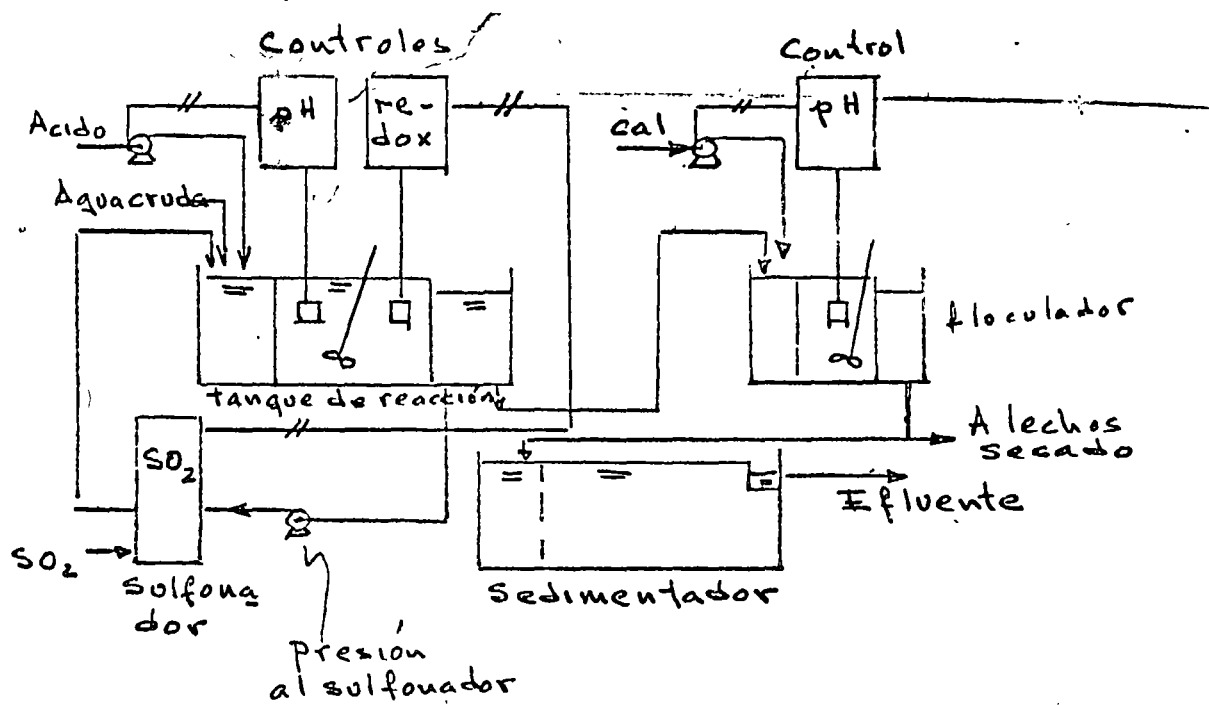 Controles
Control
pH
re-
dox
pH
Acido
cal
Aguacruda
floculador
tanque de reacción
A lechos
secado
SO₂
Efluente
SO₂
Sulfona
dor
Sedimentador
Presión
al sulfonador